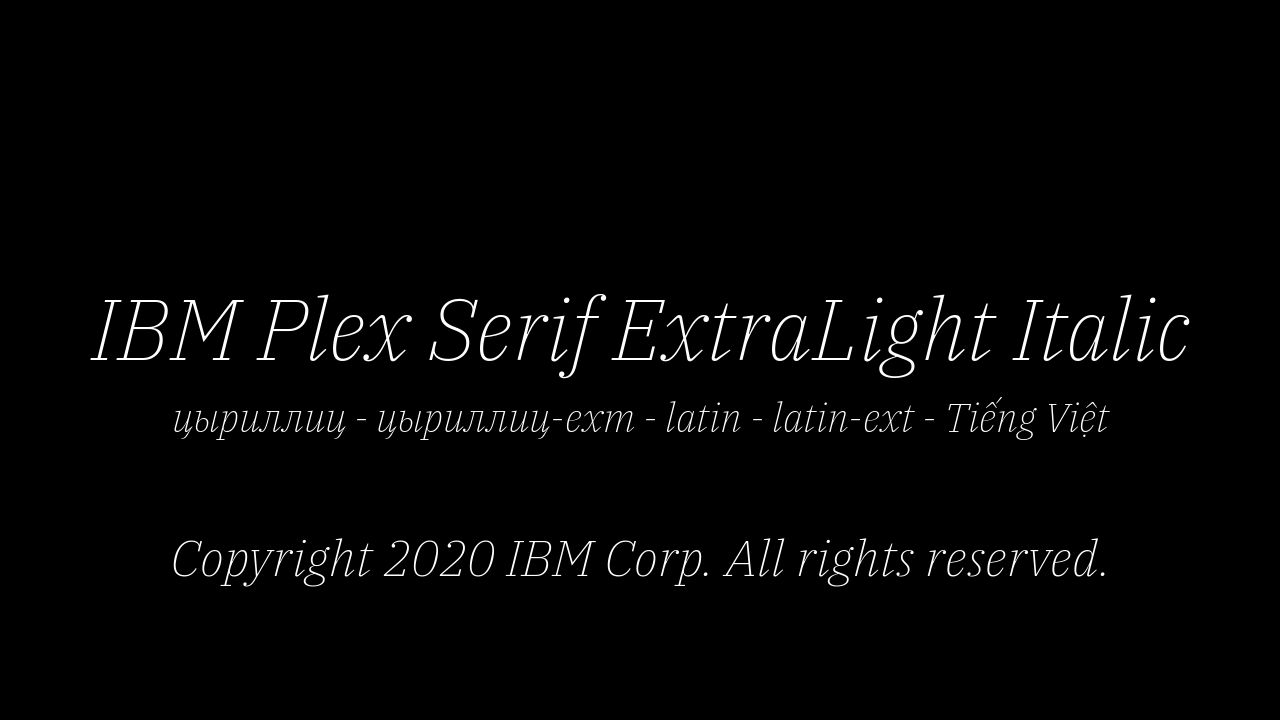 IBM Plex Serif ExtraLight Italic
цыриллиц - цыриллиц-ехт - latin - latin-ext - Tiếng Việt
Copyright 2020 IBM Corp. All rights reserved.